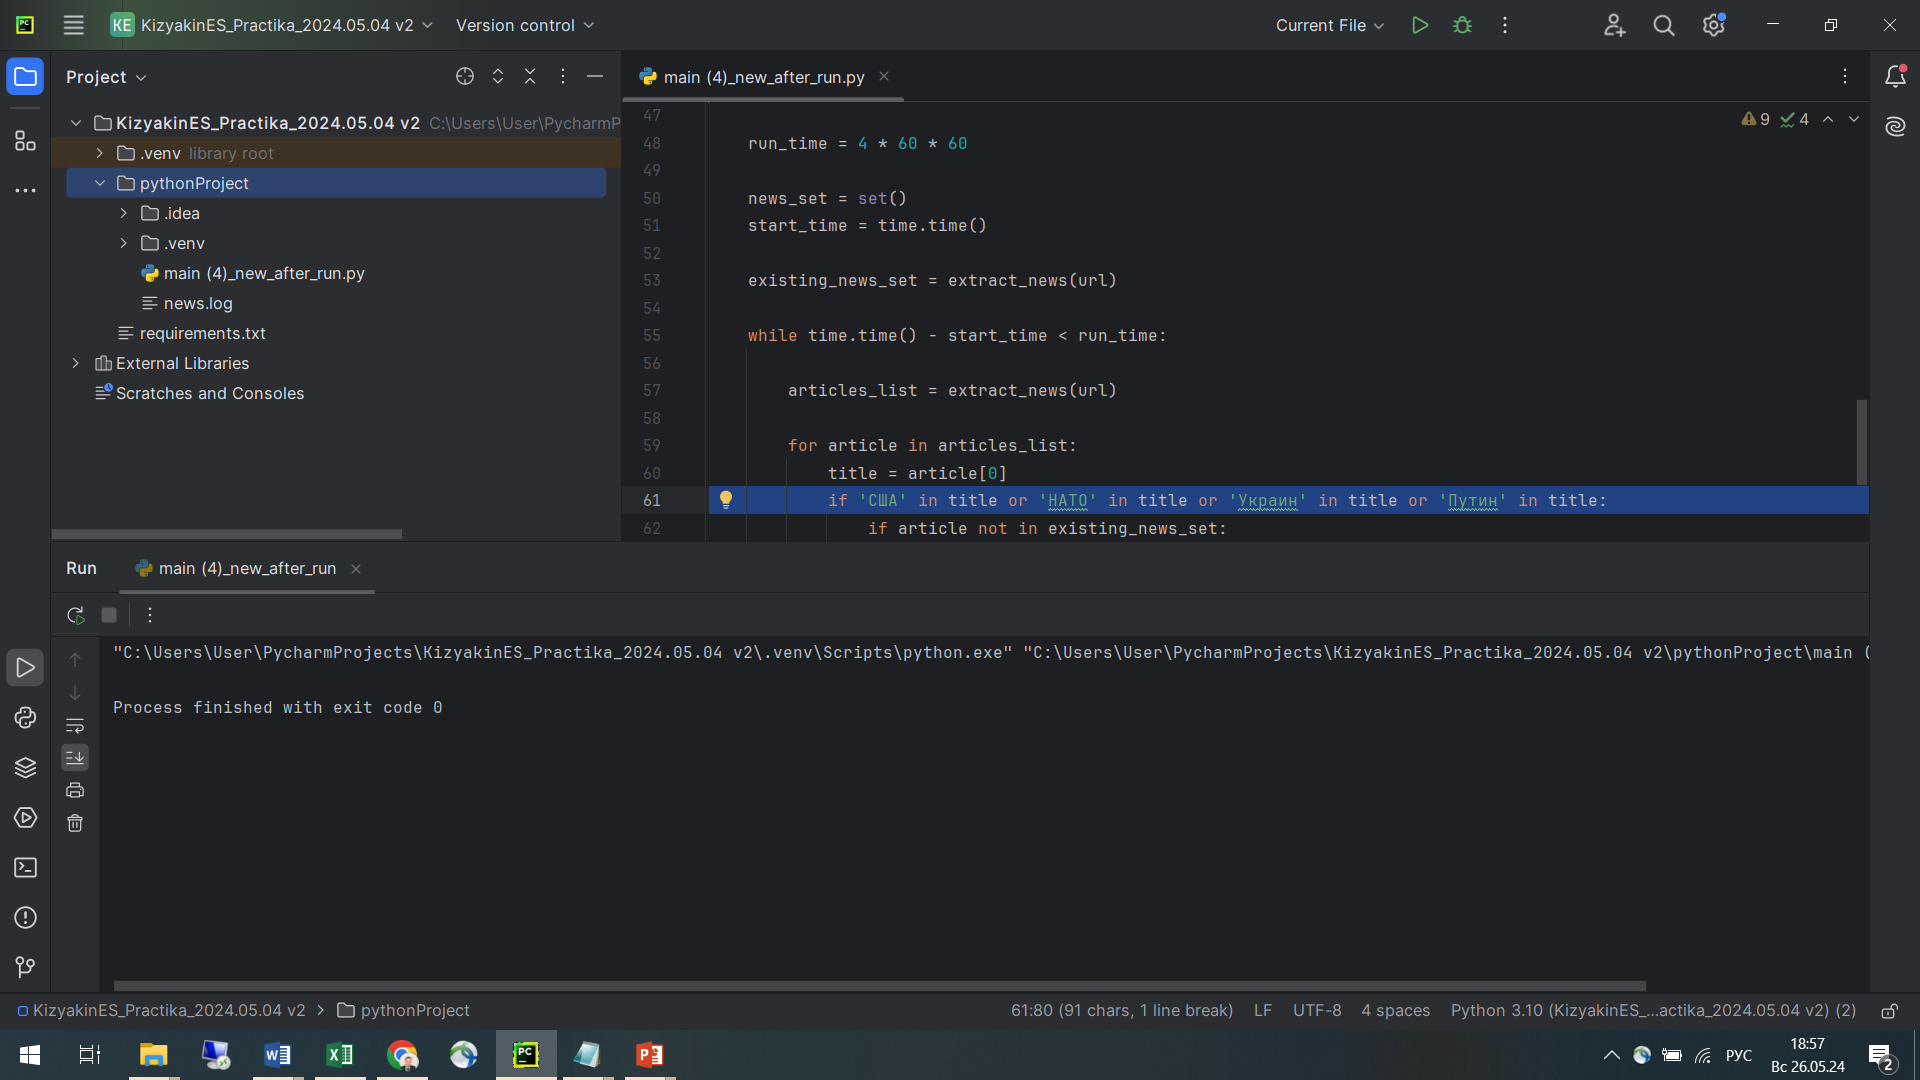 KE KizyakinES_Practika_2024.05.04 v2 Version control Current File
Project
KizyakinES_Practika_2024.05.04 v2 C:\Users\User\PycharmP
.venv library root
pythonProject
.idea
.venv
main (4)_new_after_run.py
news.log
requirements.txt
External Libraries
Scratches and Consoles
main (4)_new_after_run.py
9 4
47
48 run_time = 4 * 60 * 60
49
50 news_set = set()
51 start_time = time.time()
52
53 existing_news_set = extract_news(url)
54
55 while time.time() - start_time < run_time:
56
57 articles_list = extract_news(url)
58
59 for article in articles_list:
60 title = article[0]
61 if 'США' in title or 'НАТО' in title or 'Украин' in title or 'Путин' in title:
62 if article not in existing_news_set:
Run main (4)_new_after_run
"C:\Users\User\PycharmProjects\KizyakinES_Practika_2024.05.04 v2\.venv\Scripts\python.exe" "C:\Users\User\PycharmProjects\KizyakinES_Practika_2024.05.04 v2\pythonProject\main (
Process finished with exit code 0
KizyakinES_Practika_2024.05.04 v2 > pythonProject 61:80 (91 chars, 1 line break) LF UTF-8 4 spaces Python 3.10 (KizyakinES_...actika_2024.05.04 v2) (2)
РУС
18:57
Вс 26.05.24
2